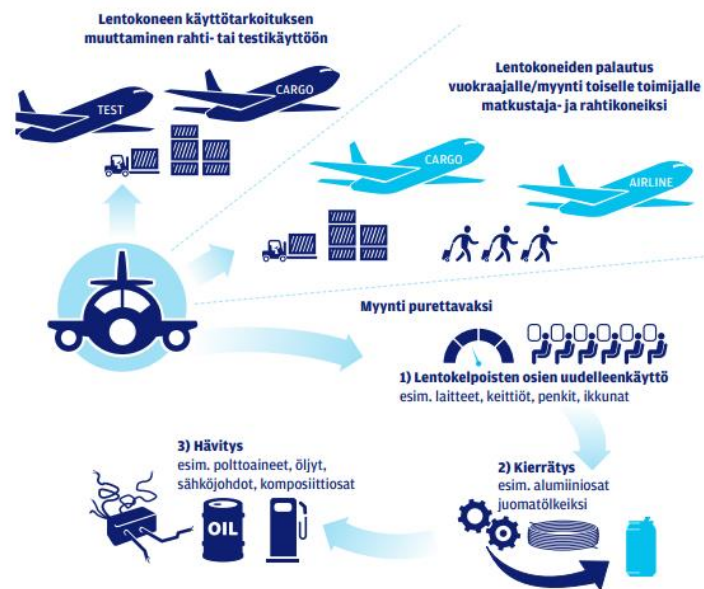 Lentokoneen käyttötarkoituksen
muuttaminen rahti- tai testikäyttöön
TEST
CARGO
Lentokoneiden palautus
vuokraajalle/myynti toiselle toimijalle
matkustaja- ja rahtikoneiksi
CARGO
AIRLINE
Myynti purettavaksi
1) Lentokelpoisten osien uudelleenkäyttö
esim. laitteet, keittiöt, penkit, ikkunat
2) Kierrätys
esim. alumiiniosat
juomatölkeiksi
3) Hävitys
esim. polttoaineet, öljyt,
sähköjohdot, komposiittiosat
OIL